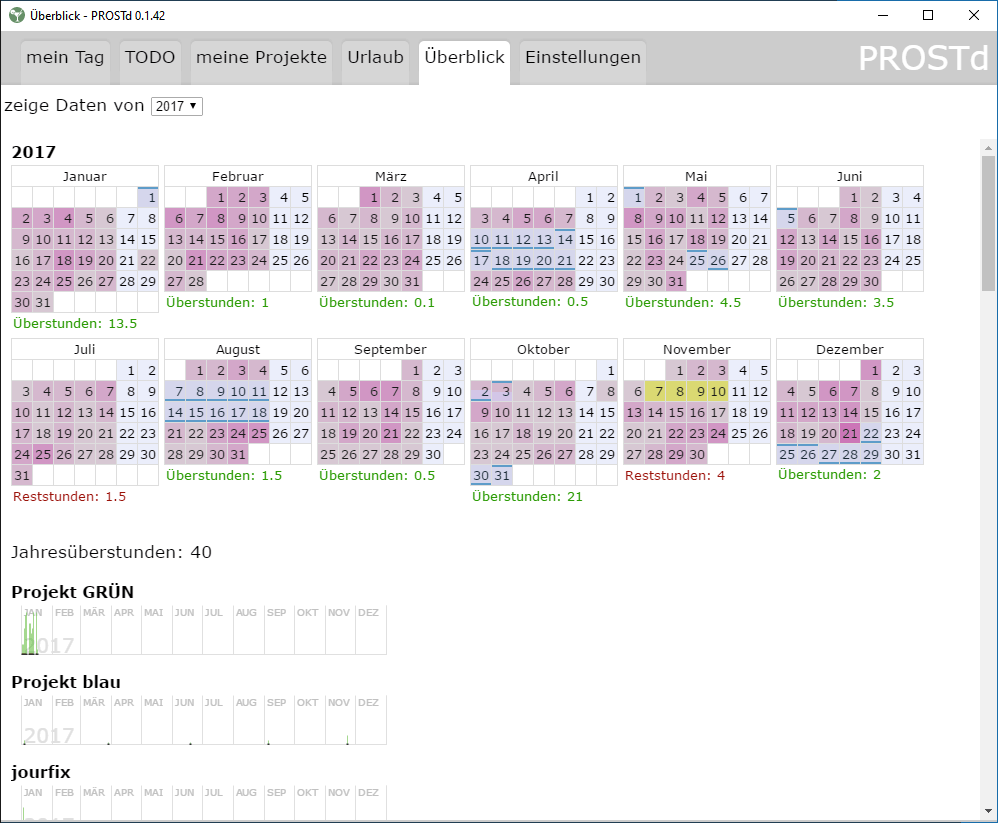 Überblick - PROSTd 0.1.42
mein Tag
TODO
meine Projekte
Urlaub
Überblick
Einstellungen
PROSTd
zeige Daten von 2017
2017
Januar
1
2 3 4 5 6 7 8
9 10 11 12 13 14 15
16 17 18 19 20 21 22
23 24 25 26 27 28 29
30 31
Überstunden: 13.5
Februar
1 2 3 4 5
6 7 8 9 10 11 12
13 14 15 16 17 18 19
20 21 22 23 24 25 26
27 28
Überstunden: 1
März
1 2 3 4 5
6 7 8 9 10 11 12
13 14 15 16 17 18 19
20 21 22 23 24 25 26
27 28 29 30 31
Überstunden: 0.1
April
1 2
3 4 5 6 7 8 9
10 11 12 13 14 15 16
17 18 19 20 21 22 23
24 25 26 27 28 29 30
Überstunden: 0.5
Mai
1 2 3 4 5 6 7
8 9 10 11 12 13 14
15 16 17 18 19 20 21
22 23 24 25 26 27 28
29 30 31
Überstunden: 4.5
Juni
1 2 3 4
5 6 7 8 9 10 11
12 13 14 15 16 17 18
19 20 21 22 23 24 25
26 27 28 29 30
Überstunden: 3.5
Juli
1 2
3 4 5 6 7 8 9
10 11 12 13 14 15 16
17 18 19 20 21 22 23
24 25 26 27 28 29 30
31
Reststunden: 1.5
August
1 2 3 4 5 6
7 8 9 10 11 12 13
14 15 16 17 18 19 20
21 22 23 24 25 26 27
28 29 30 31
Überstunden: 1.5
September
1 2 3
4 5 6 7 8 9 10
11 12 13 14 15 16 17
18 19 20 21 22 23 24
25 26 27 28 29 30
Überstunden: 0.5
Oktober
1
2 3 4 5 6 7 8
9 10 11 12 13 14 15
16 17 18 19 20 21 22
23 24 25 26 27 28 29
30 31
Überstunden: 21
November
1 2 3 4 5
6 7 8 9 10 11 12
13 14 15 16 17 18 19
20 21 22 23 24 25 26
27 28 29 30
Reststunden: 4
Dezember
1 2 3
4 5 6 7 8 9 10
11 12 13 14 15 16 17
18 19 20 21 22 23 24
25 26 27 28 29 30 31
Überstunden: 2
Jahresüberstunden: 40
Projekt GRÜN
JAN FEB MÄR APR MAI JUN JUL AUG SEP OKT NOV DEZ
2017
Projekt blau
JAN FEB MÄR APR MAI JUN JUL AUG SEP OKT NOV DEZ
2017
jourfix
JAN FEB MÄR APR MAI JUN JUL AUG SEP OKT NOV DEZ
2017